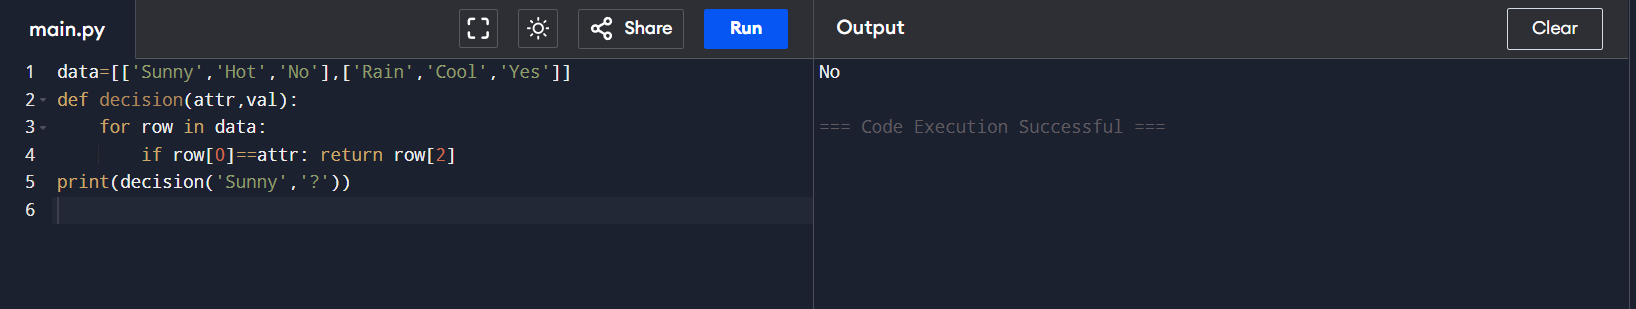 main.py
Share
Run
Output
Clear
1 data=[['Sunny','Hot','No'],['Rain','Cool','Yes']]
2 def decision(attr,val):
3     for row in data:
4         if row[0]==attr: return row[2]
5 print(decision('Sunny','?'))
6
No
=== Code Execution Successful ===